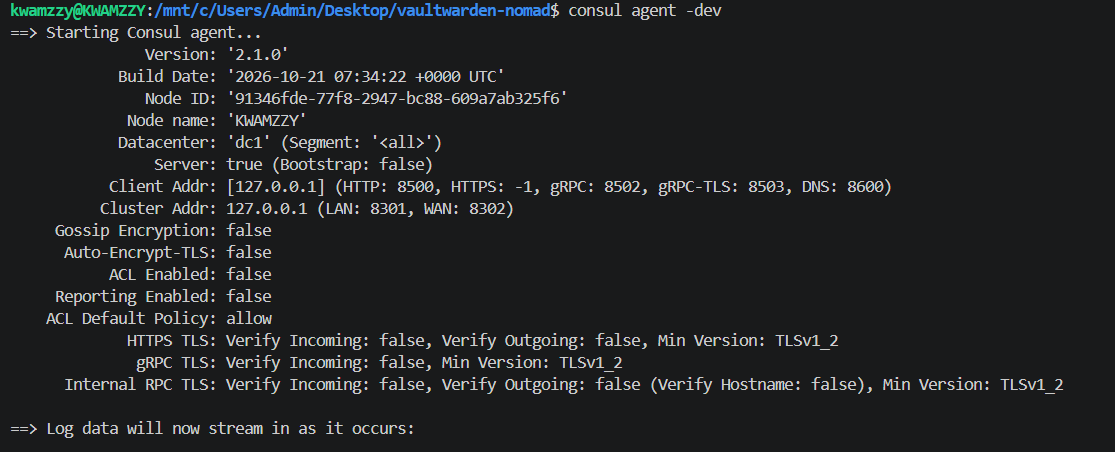 kwamzzy@KWAMZZY:/mnt/c/Users/Admin/Desktop/vaultwarden-nomad$ consul agent -dev
==> Starting Consul agent...
Version: '2.1.0'
Build Date: '2026-10-21 07:34:22 +0000 UTC'
Node ID: '91346fde-77f8-2947-bc88-609a7ab325f6'
Node name: 'KWAMZZY'
Datacenter: 'dc1' (Segment: '<all>')
Server: true (Bootstrap: false)
Client Addr: [127.0.0.1] (HTTP: 8500, HTTPS: -1, gRPC: 8502, gRPC-TLS: 8503, DNS: 8600)
Cluster Addr: 127.0.0.1 (LAN: 8301, WAN: 8302)
Gossip Encryption: false
Auto-Encrypt-TLS: false
ACL Enabled: false
Reporting Enabled: false
ACL Default Policy: allow
HTTPS TLS: Verify Incoming: false, Verify Outgoing: false, Min Version: TLSv1_2
gRPC TLS: Verify Incoming: false, Min Version: TLSv1_2
Internal RPC TLS: Verify Incoming: false, Verify Outgoing: false (Verify Hostname: false), Min Version: TLSv1_2
==> Log data will now stream in as it occurs: